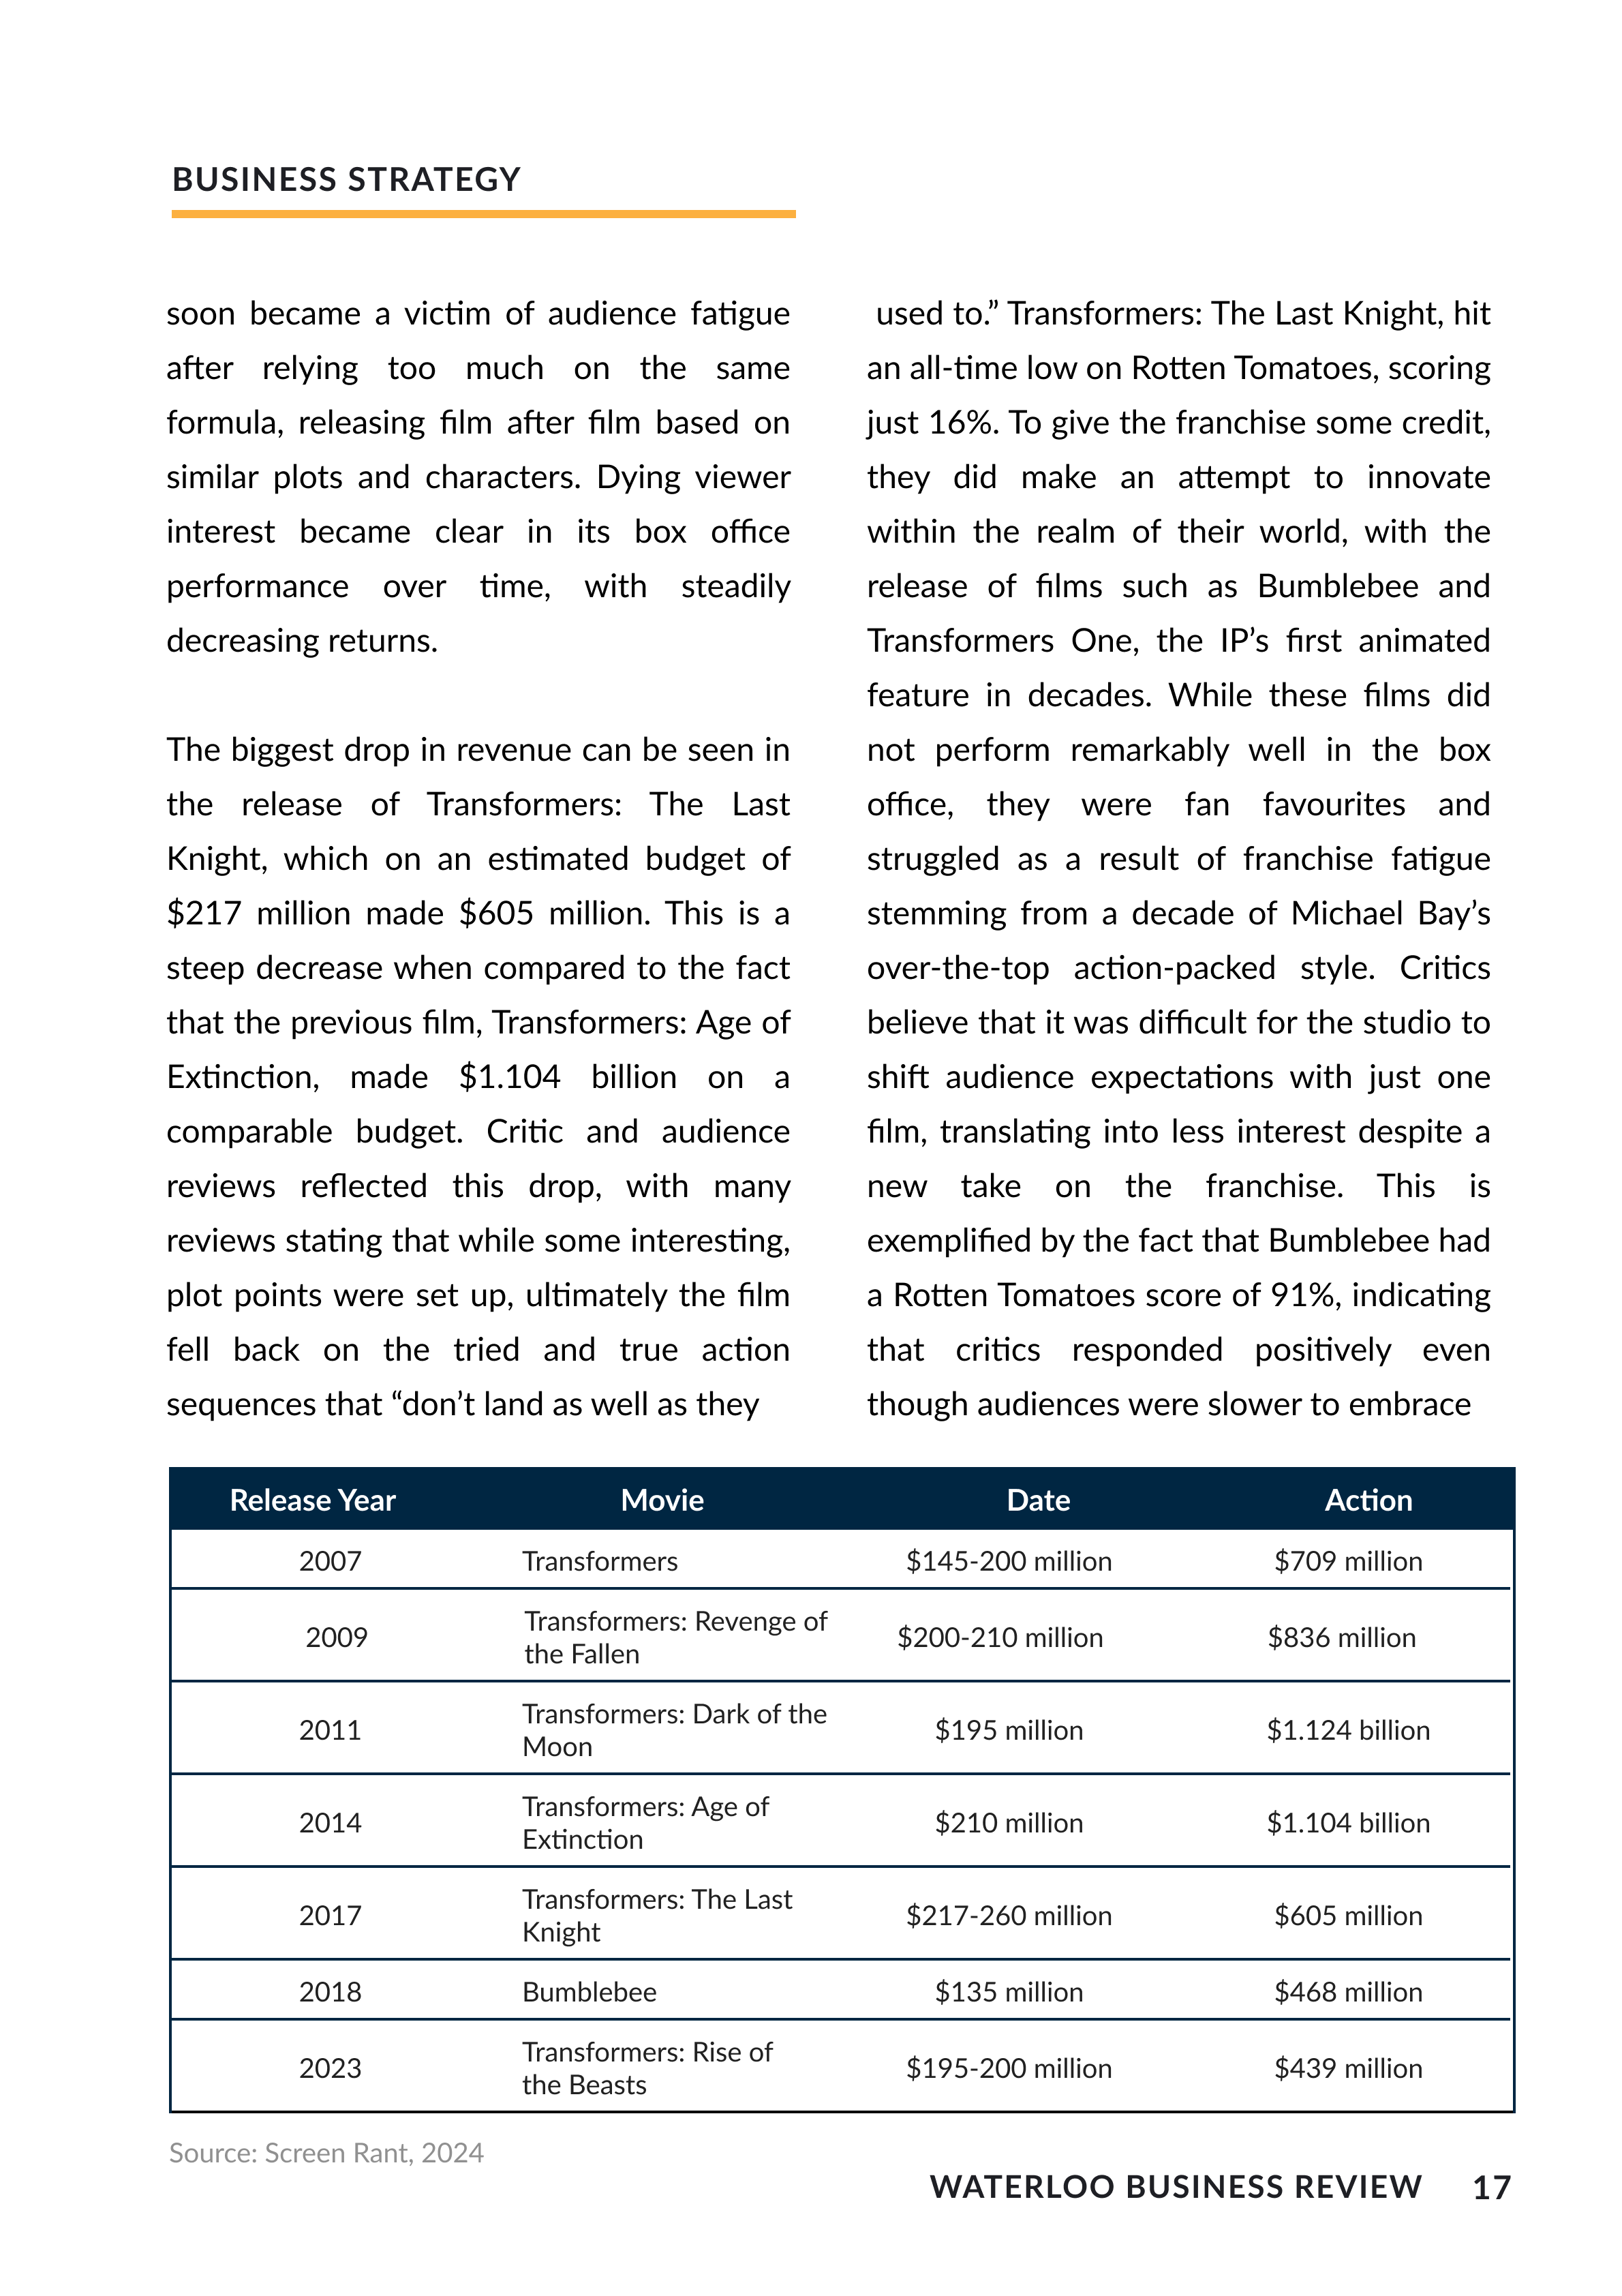 BUSINESS STRATEGY
soon became a victim of audience fatigue
after relying too much on the same
formula, releasing film after film based on
similar plots and characters. Dying viewer
interest became clear in its box office
performance over time, with steadily
decreasing returns.
The biggest drop in revenue can be seen in
the release of Transformers: The Last
Knight, which on an estimated budget of
$217 million made $605 million. This is a
steep decrease when compared to the fact
that the previous film, Transformers: Age of
Extinction, made $1.104 billion on a
comparable budget. Critic and audience
reviews reflected this drop, with many
reviews stating that while some interesting,
plot points were set up, ultimately the film
fell back on the tried and true action
sequences that “don’t land as well as they
used to.” Transformers: The Last Knight, hit
an all-time low on Rotten Tomatoes, scoring
just 16%. To give the franchise some credit,
they did make an attempt to innovate
within the realm of their world, with the
release of films such as Bumblebee and
Transformers One, the IP’s first animated
feature in decades. While these films did
not perform remarkably well in the box
office, they were fan favourites and
struggled as a result of franchise fatigue
stemming from a decade of Michael Bay’s
over-the-top action-packed style. Critics
believe that it was difficult for the studio to
shift audience expectations with just one
film, translating into less interest despite a
new take on the franchise. This is
exemplified by the fact that Bumblebee had
a Rotten Tomatoes score of 91%, indicating
that critics responded positively even
though audiences were slower to embrace
Release Year Movie Date Action
2007 Transformers $145-200 million $709 million
2009 Transformers: Revenge of
the Fallen $200-210 million $836 million
2011 Transformers: Dark of the
Moon $195 million $1.124 billion
2014 Transformers: Age of
Extinction $210 million $1.104 billion
2017 Transformers: The Last
Knight $217-260 million $605 million
2018 Bumblebee $135 million $468 million
2023 Transformers: Rise of
the Beasts $195-200 million $439 million
Source: Screen Rant, 2024
WATERLOO BUSINESS REVIEW 17